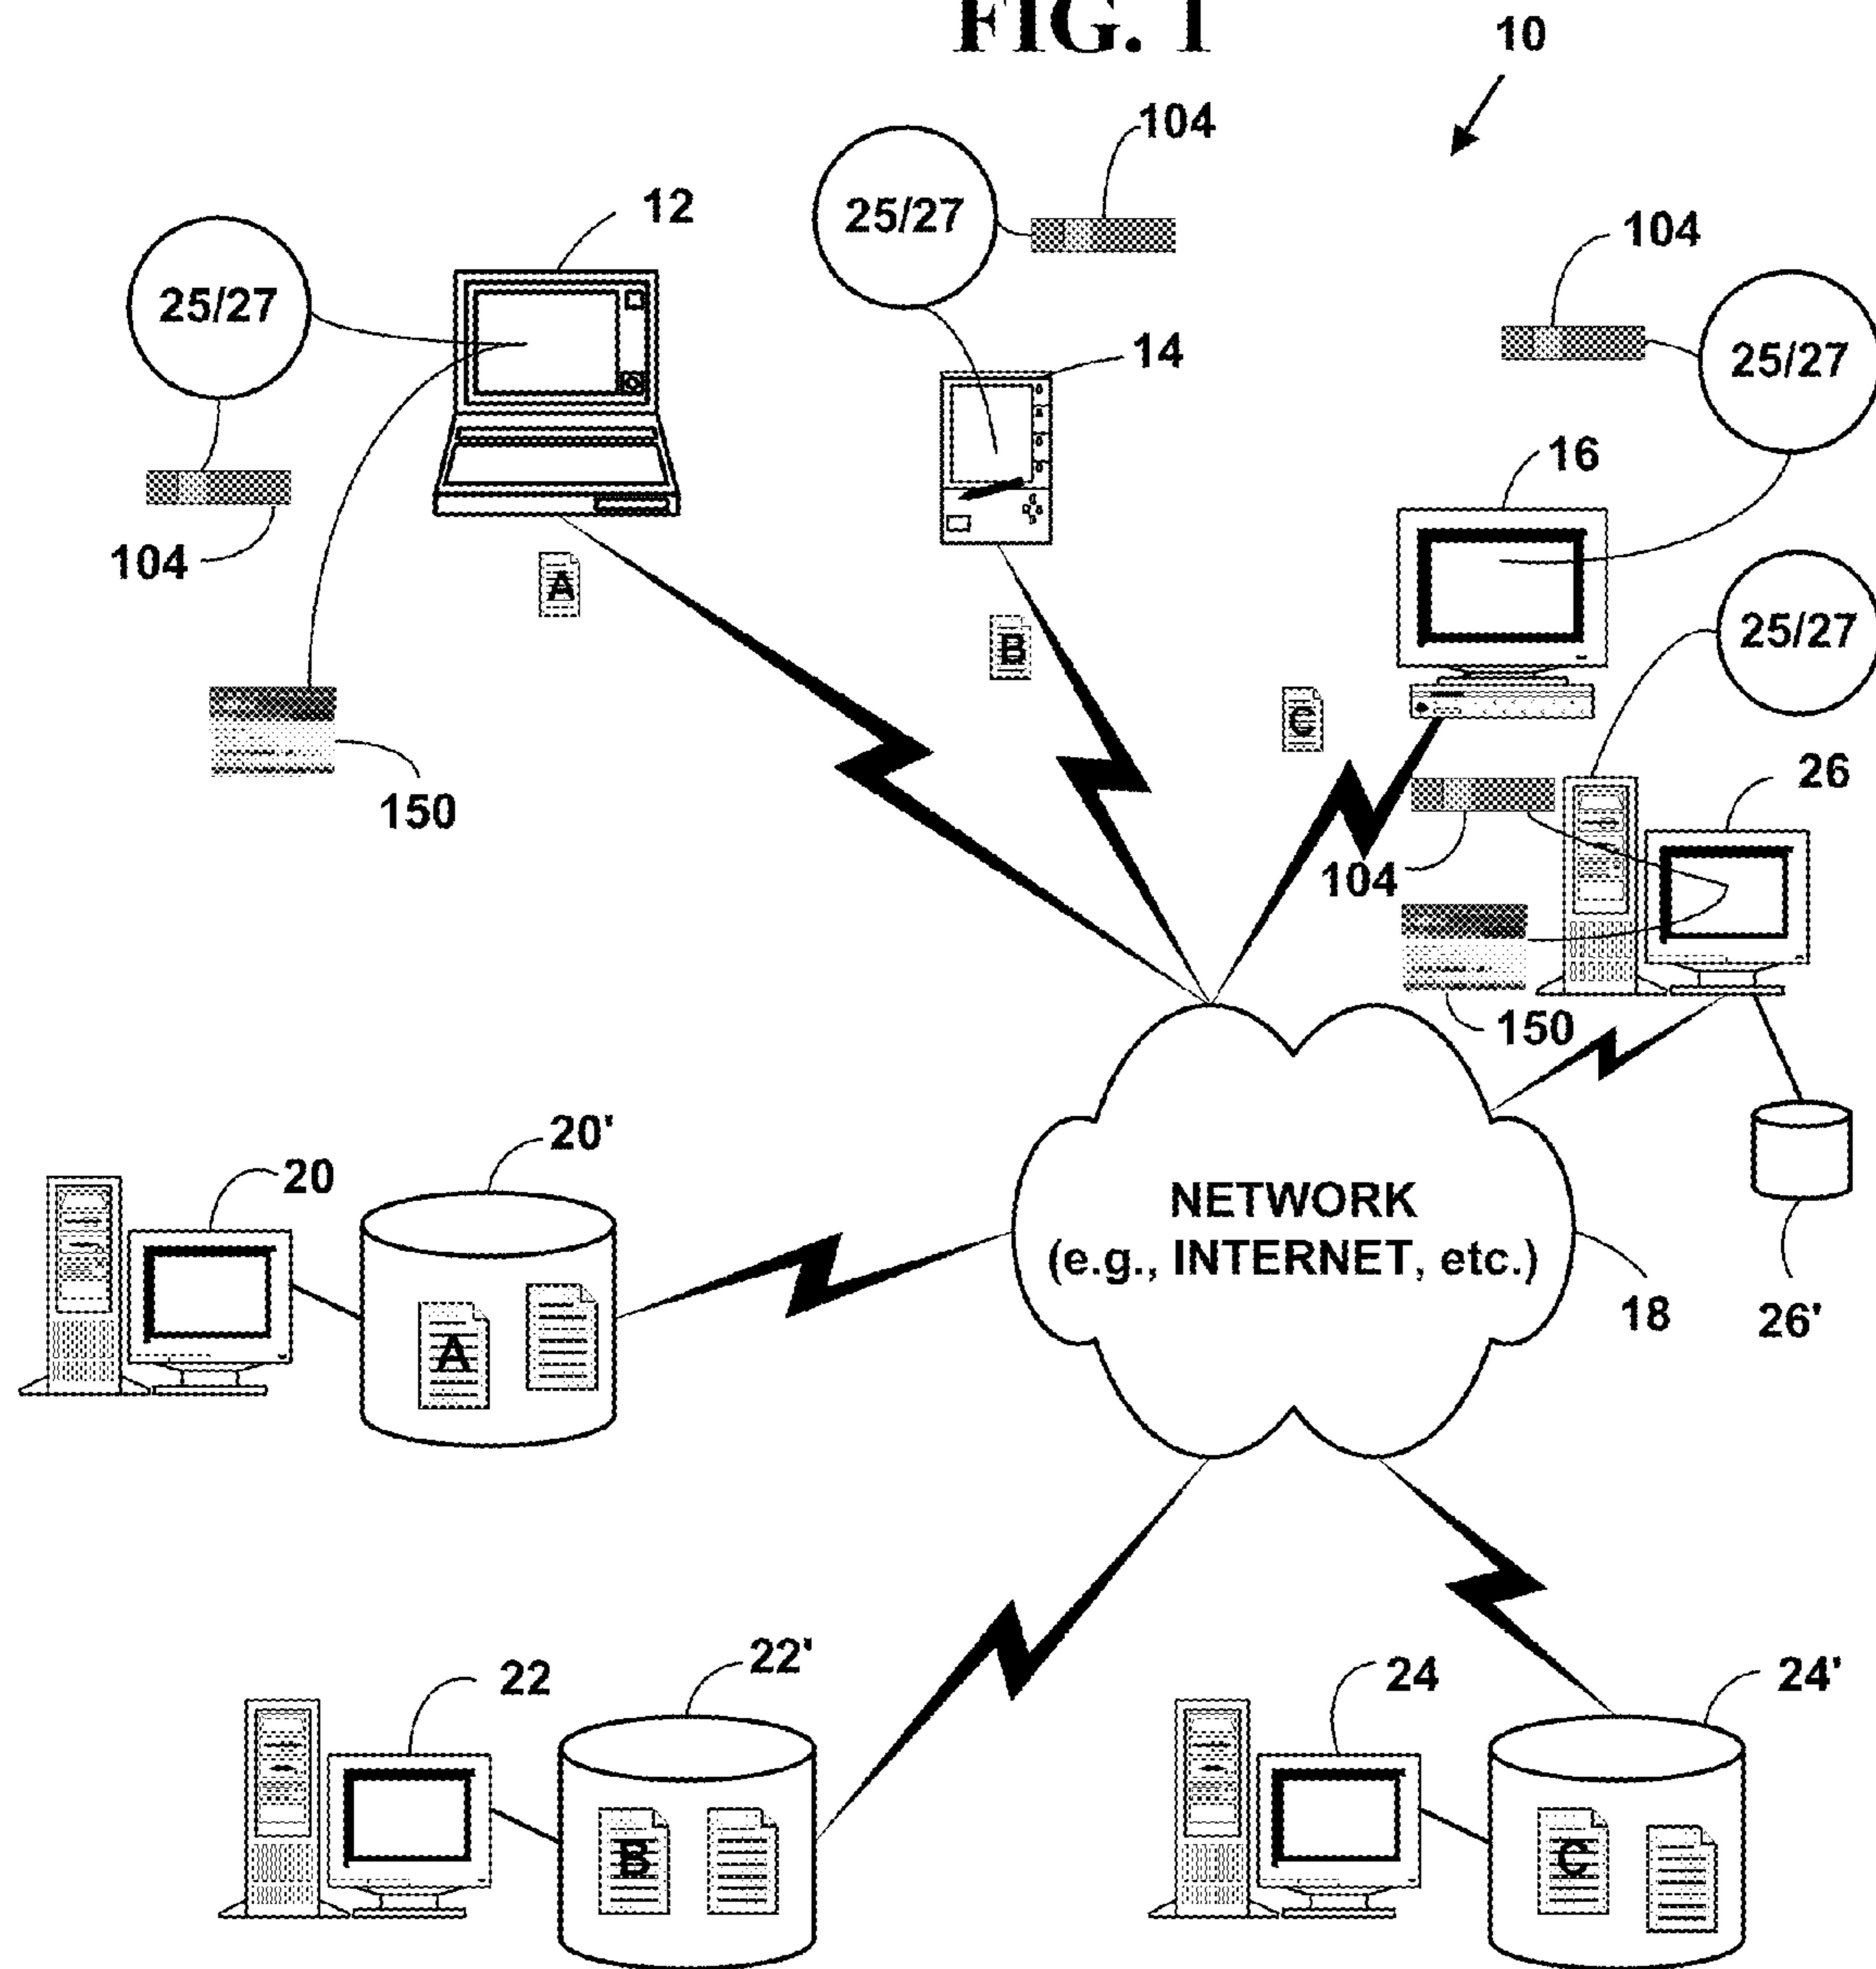 FIG. 1
10
104
12
25/27
104
25/27
14
25/27
16
104
A
25/27
B
C
26
150
104
150
20'
20
NETWORK
(e.g., INTERNET, etc.)
18
26'
A
22'
22
24
24'
B
C